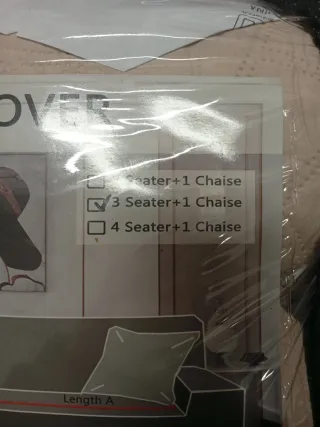 OVER
Seater+1 Chaise
3 Seater+1 Chaise
4 Seater+1 Chaise
Length A